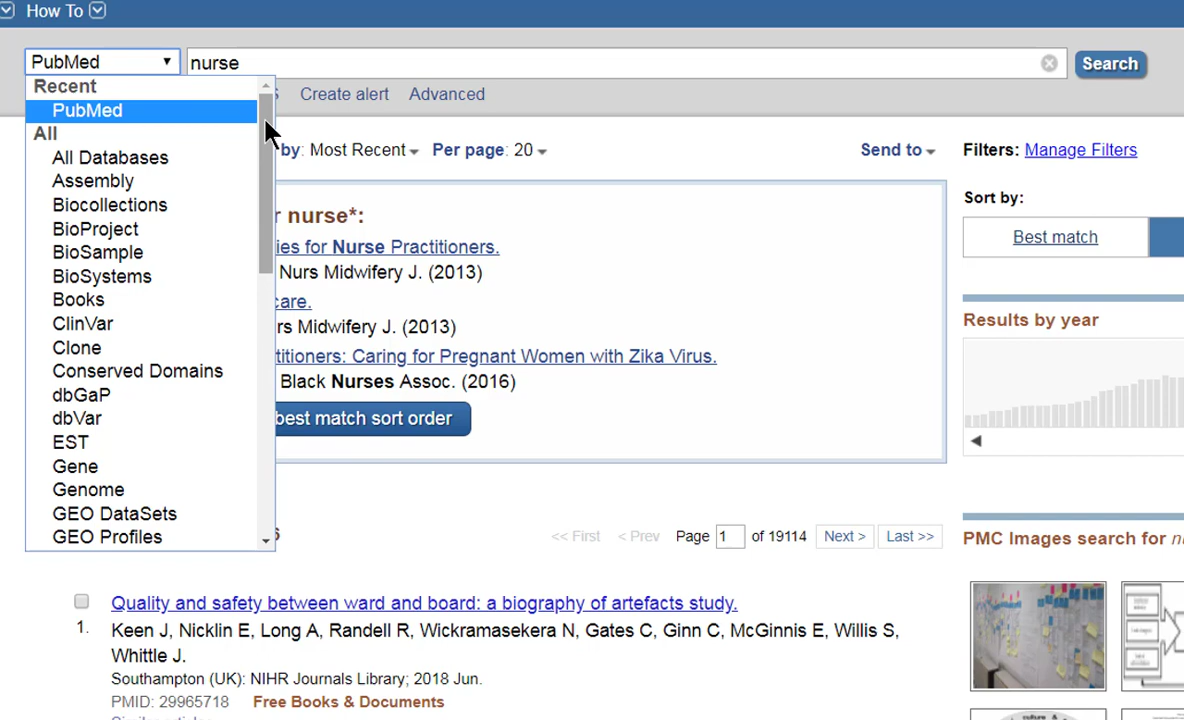 How To
PubMed
nurse
Search
Create alert
Advanced
Recent
PubMed
All
All Databases
Assembly
Biocollections
BioProject
BioSample
BioSystems
Books
ClinVar
Clone
Conserved Domains
dbGaP
dbVar
EST
Gene
Genome
GEO DataSets
GEO Profiles
by: Most Recent
Per page: 20
Send to
nurse*:
for Nurse Practitioners.
Nurs Midwifery J. (2013)
care.
Midwifery J. (2013)
Caring for Pregnant Women with Zika Virus.
Black Nurses Assoc. (2016)
best match sort order
<< First < Prev Page 1 of 19114 Next > Last >>
Quality and safety between ward and board: a biography of artefacts study.
1. Keen J, Nicklin E, Long A, Randell R, Wickramasekera N, Gates C, Ginn C, McGinnis E, Willis S,
Whittle J.
Southampton (UK): NIHR Journals Library; 2018 Jun.
PMID: 29965718 Free Books & Documents
Filters: Manage Filters
Sort by:
Best match
Results by year
PMC Images search for